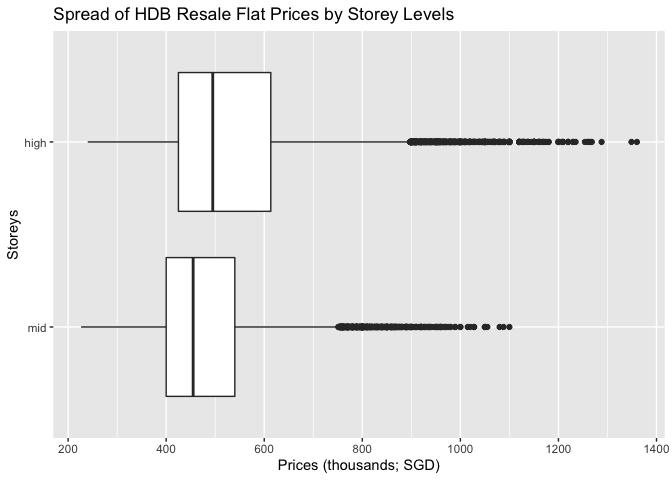 Spread of HDB Resale Flat Prices by Storey Levels
Storeys
high
mid
200 400 600 800 1000 1200 1400
Prices (thousands; SGD)